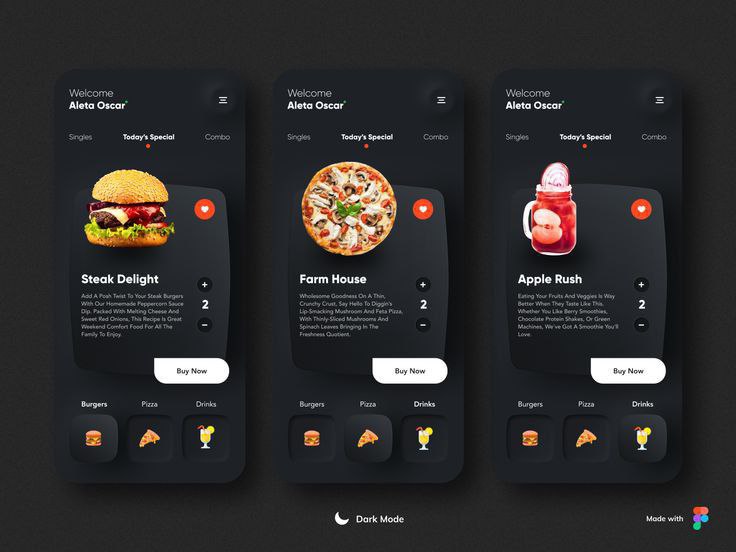 Welcome
Aleta Oscar
Singles
Today's Special
Combo
Steak Delight
Add A Posh Twist To Your Steak Burgers
With Our Homemade Peppercorn Sauce
Dip. Packed With Melting Cheese And
Sweet Red Onions, This Recipe Is Great
Weekend Comfort Food For All The
Family To Enjoy.
+
2
−
Buy Now
Burgers
Pizza
Drinks
Welcome
Aleta Oscar
Singles
Today's Special
Combo
Farm House
Wholesome Goodness On A Thin,
Crunchy Crust, Say Hello To Diggin's
Lip-Smacking Mushroom And Feta Pizza,
With Thinly-Sliced Mushrooms And
Spinach Leaves Bringing In The
Freshness Quotient.
+
2
−
Buy Now
Burgers
Pizza
Drinks
Welcome
Aleta Oscar
Singles
Today's Special
Combo
Apple Rush
Eating Your Fruits And Veggies Is Way
Better When They Taste Like This.
Whether You Like Berry Smoothies,
Chocolate Protein Shakes, Or Green
Machines, We've Got A Smoothie You'll
Love.
+
2
−
Buy Now
Burgers
Pizza
Drinks
Dark Mode
Made with